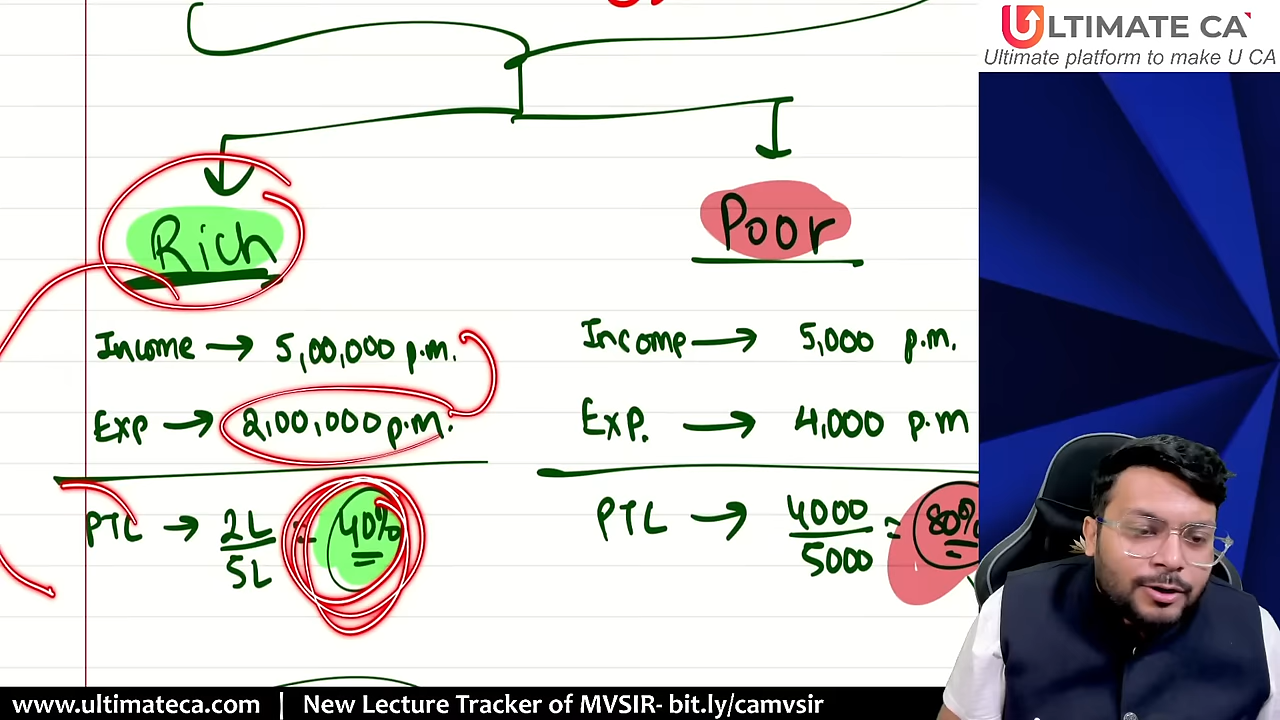 ULTIMATE CA
Ultimate platform to make U CA
Rich
Poor
Income → 5,00,000 p.m.
Income → 5,000 p.m.
Exp → 2,00,000 p.m.
Exp. → 4,000 p.m
PTL → 2L/5L = 40%
PTL → 4000/5000 = 80%
www.ultimateca.com | New Lecture Tracker of MVSIR- bit.ly/camvsir